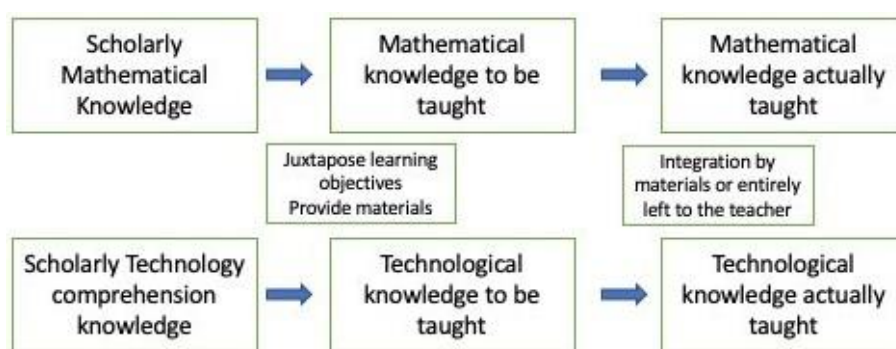 Scholarly
Mathematical
Knowledge
Mathematical
knowledge to be
taught
Mathematical
knowledge actually
taught
Juxtapose learning
objectives
Provide materials
Integration by
materials or entirely
left to the teacher
Scholarly Technology
comprehension
knowledge
Technological
knowledge to be
taught
Technological
knowledge actually
taught